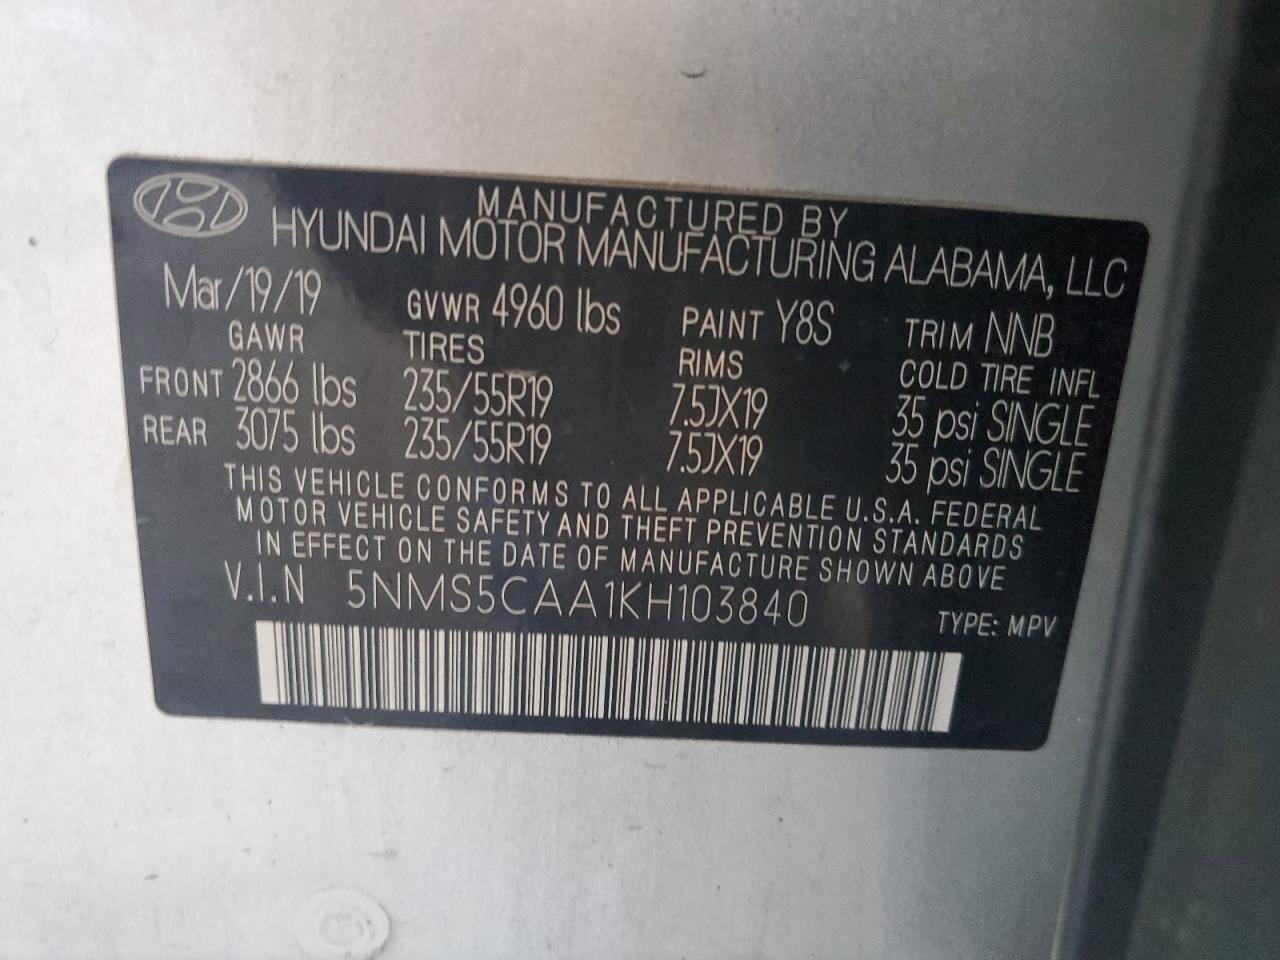 MANUFACTURED BY
HYUNDAI MOTOR MANUFACTURING ALABAMA, LLC
Mar/19/19 GVWR 4960 lbs PAINT Y8S TRIM NNB
GAWR TIRES RIMS COLD TIRE INFL
FRONT 2866 lbs 235/55R19 7.5JX19 35 psi SINGLE
REAR 3075 lbs 235/55R19 7.5JX19 35 psi SINGLE
THIS VEHICLE CONFORMS TO ALL APPLICABLE U.S.A. FEDERAL
MOTOR VEHICLE SAFETY AND THEFT PREVENTION STANDARDS
IN EFFECT ON THE DATE OF MANUFACTURE SHOWN ABOVE
V.I.N 5NMS5CAA1KH103840 TYPE: MPV